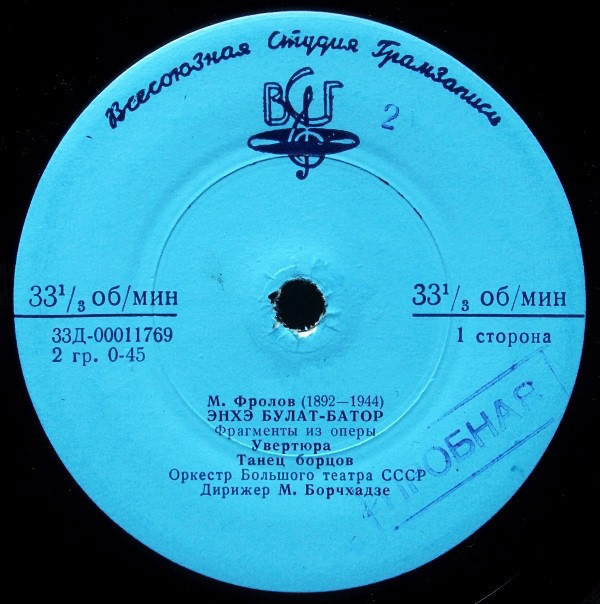 Всесоюзная Студия Грамзаписи
ВСГ
2
33¹/₃ об/мин
33¹/₃ об/мин
33Д-00011769
2 гр. 0-45
1 сторона
М. Фролов (1892—1944)
ЭНХЭ БУЛАТ-БАТОР
Фрагменты из оперы
Увертюра
Танец борцов
Оркестр Большого театра СССР
Дирижер М. Борчхадзе
ПРОБНАЯ